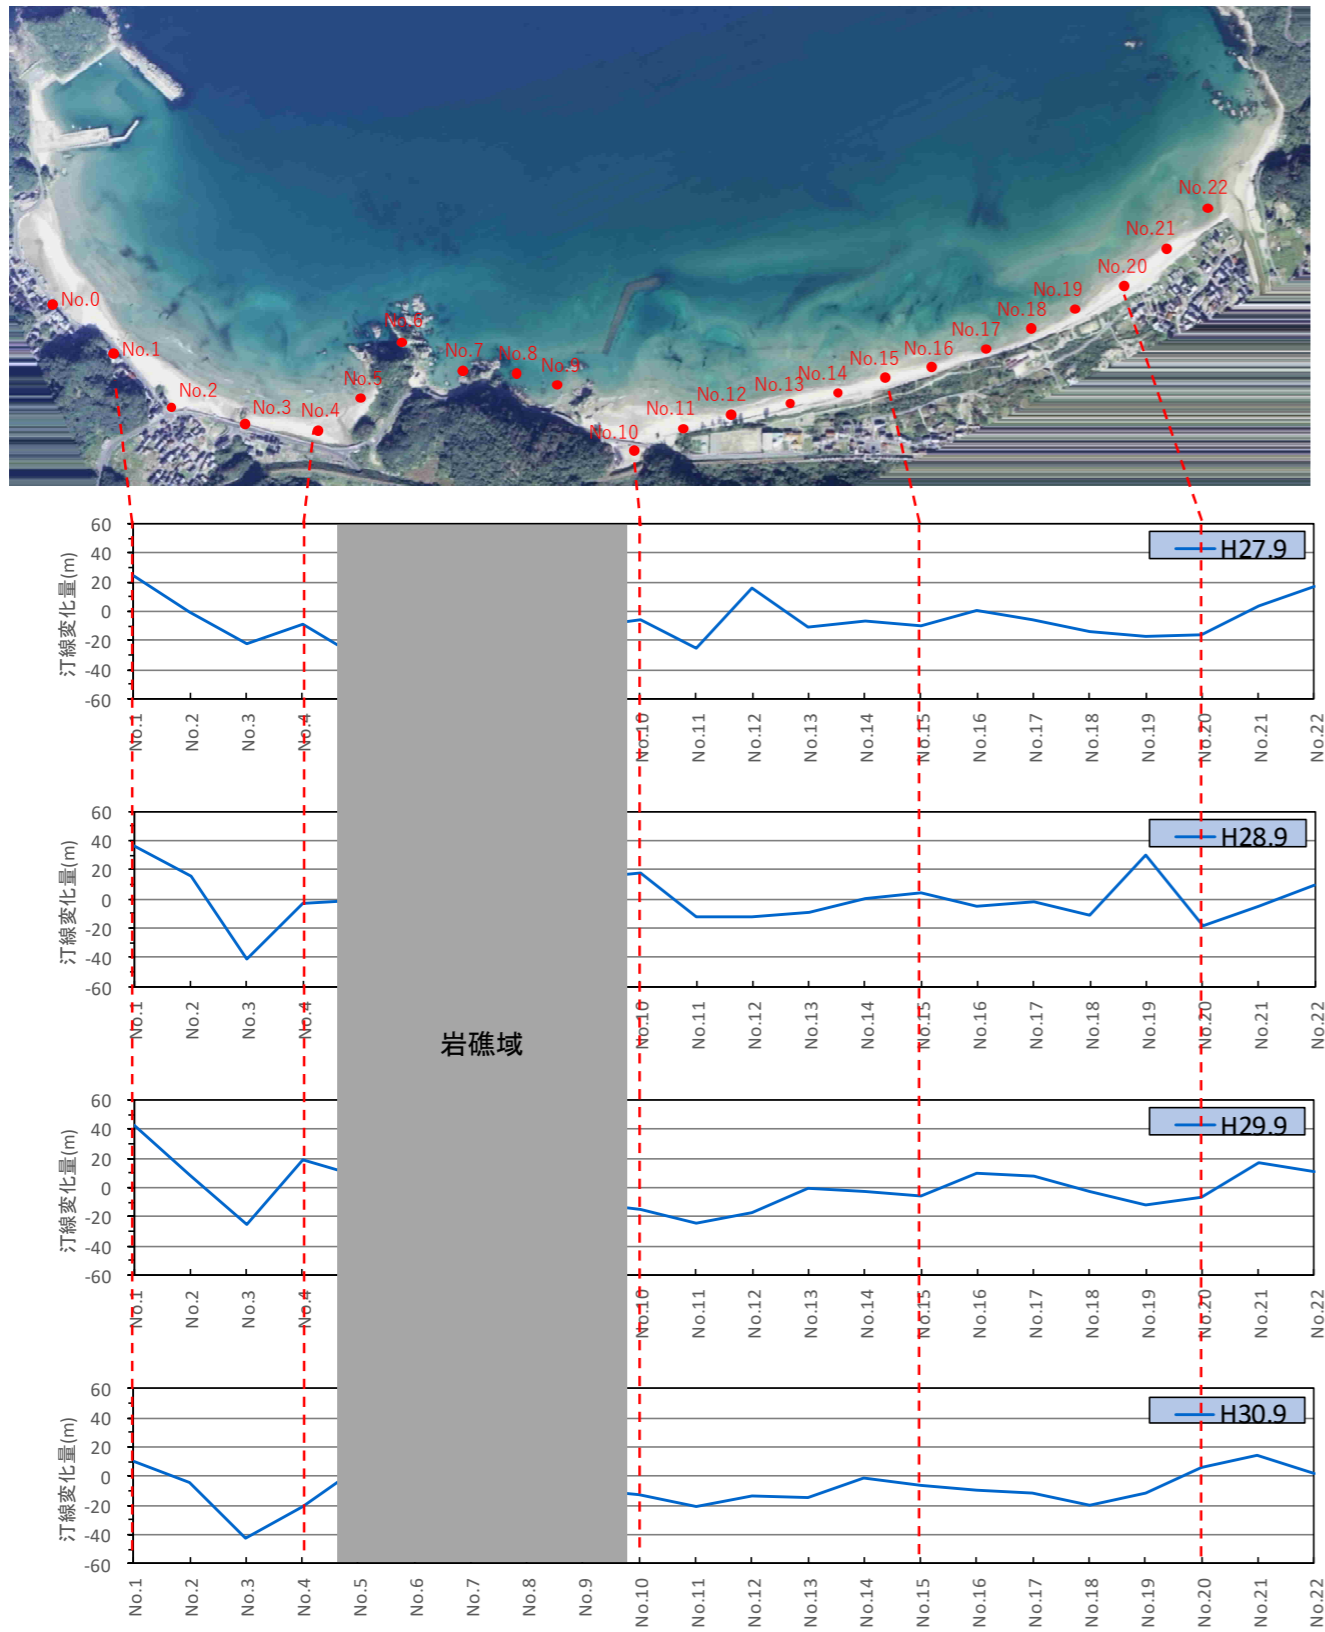 No.22
No.21
No.20
No.0
No.19
No.18
No.6
No.17
No.1
No.7
No.8
No.15
No.16
No.9
No.5
No.14
No.2
No.13
No.12
No.3
No.4
No.11
No.10
60
40
20
0
-20
-40
-60
汀線変化量(m)
H27.9
No.1
No.2
No.3
No.4
No.10
No.11
No.12
No.13
No.14
No.15
No.16
No.17
No.18
No.19
No.20
No.21
No.22
60
40
20
0
-20
-40
-60
汀線変化量(m)
H28.9
No.1
No.2
No.3
No.4
No.10
No.11
No.12
No.13
No.14
No.15
No.16
No.17
No.18
No.19
No.20
No.21
No.22
岩礁域
60
40
20
0
-20
-40
-60
汀線変化量(m)
H29.9
No.1
No.2
No.3
No.4
No.10
No.11
No.12
No.13
No.14
No.15
No.16
No.17
No.18
No.19
No.20
No.21
No.22
60
40
20
0
-20
-40
-60
汀線変化量(m)
H30.9
No.1
No.2
No.3
No.4
No.5
No.6
No.7
No.8
No.9
No.10
No.11
No.12
No.13
No.14
No.15
No.16
No.17
No.18
No.19
No.20
No.21
No.22